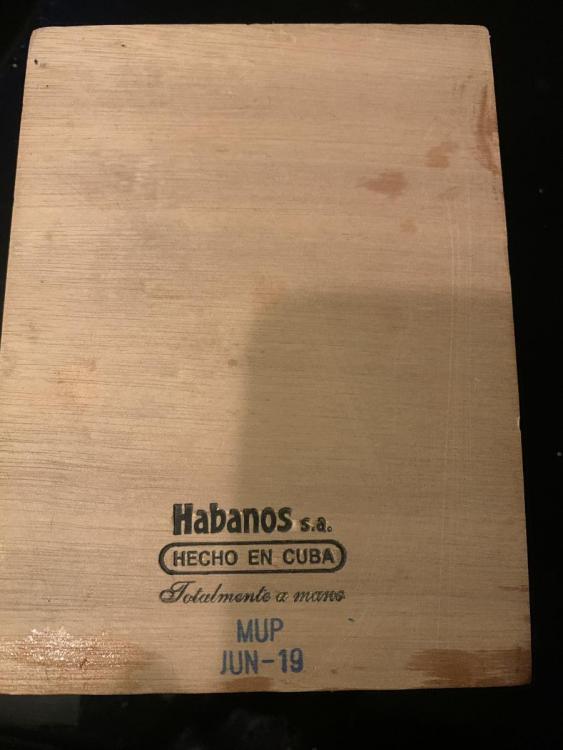 Habanos s.a.
HECHO EN CUBA
Totalmente a mano
MUP
JUN-19